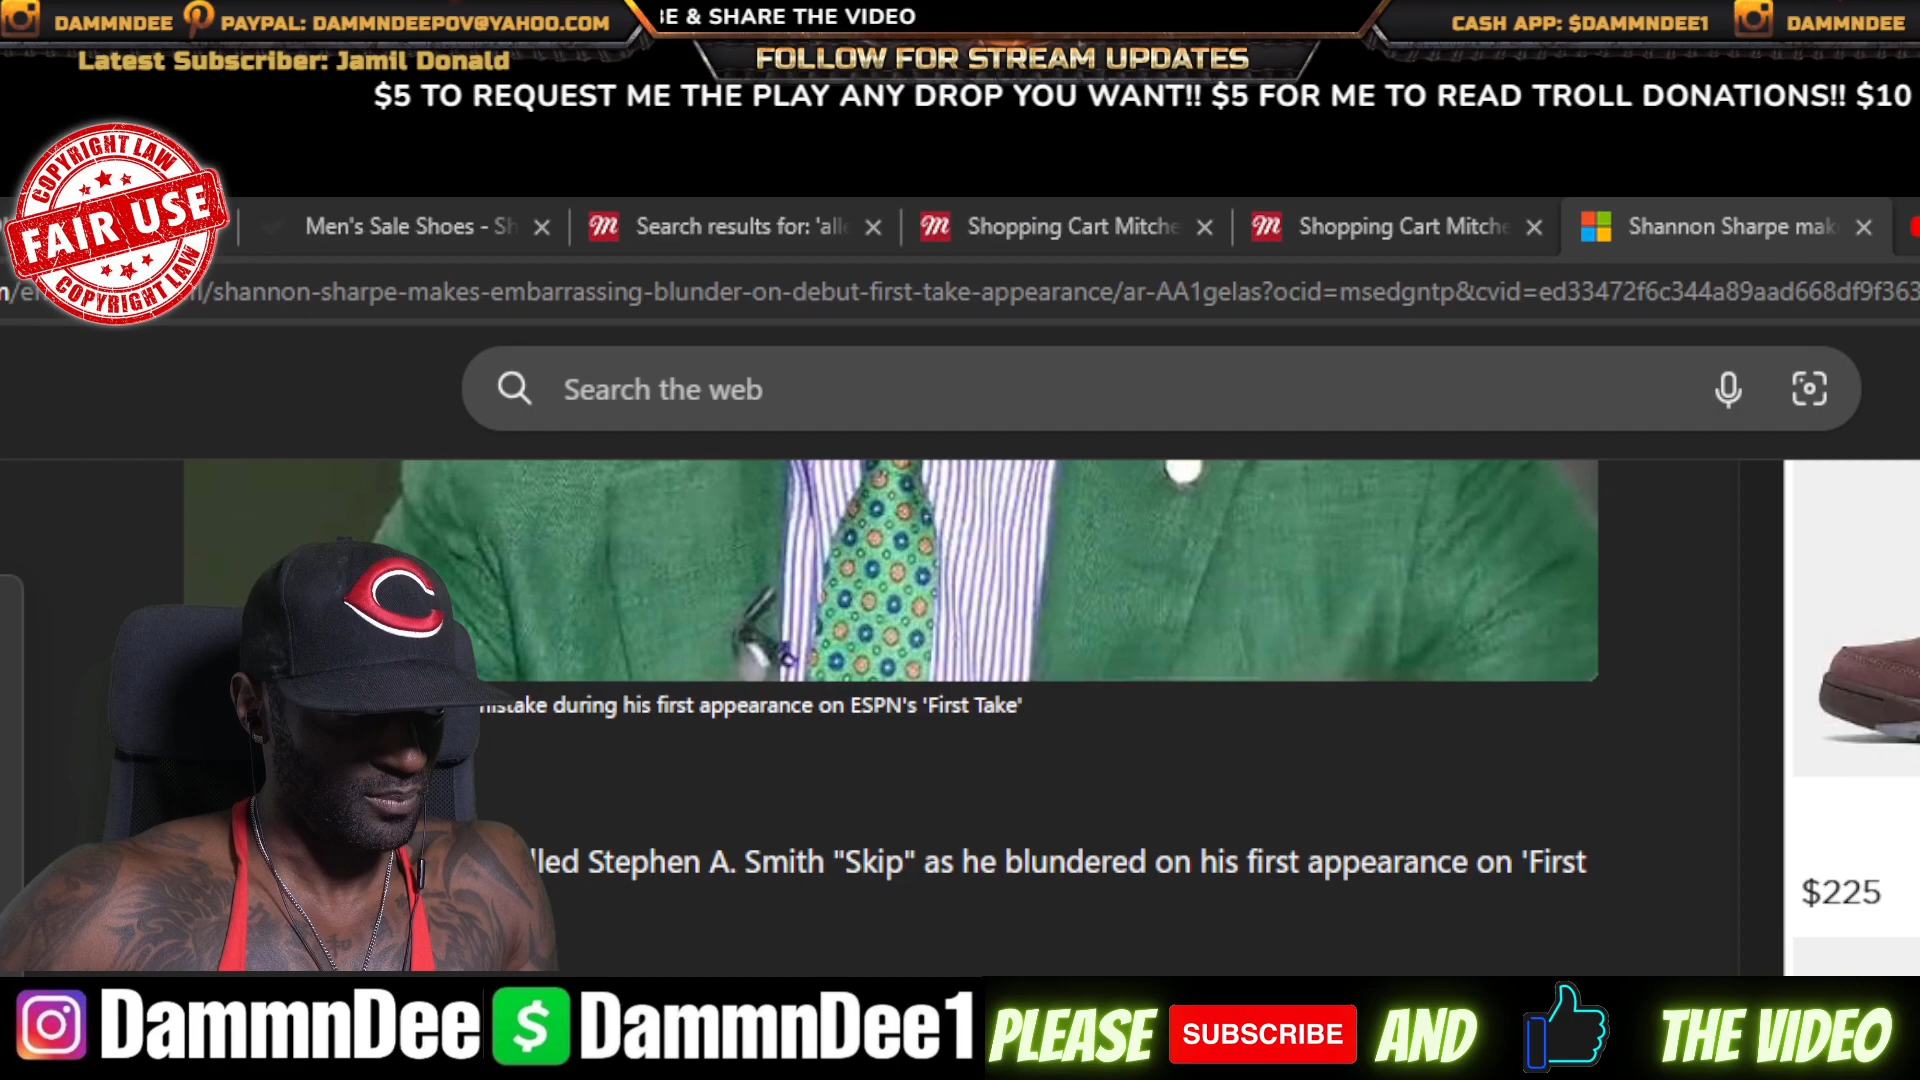 DAMMNDEE PAYPAL: DAMMNDEEPOV@YAHOO.COM
BE & SHARE THE VIDEO
CASH APP: $DAMMNDEE1 DAMMNDEE
Latest Subscriber: Jamil Donald
FOLLOW FOR STREAM UPDATES
$5 TO REQUEST ME THE PLAY ANY DROP YOU WANT!! $5 FOR ME TO READ TROLL DONATIONS!! $10
COPYRIGHT LAW
FAIR USE
COPYRIGHT LAW
Men's Sale Shoes - Sh
Search results for: 'alle
Shopping Cart Mitche
Shopping Cart Mitche
Shannon Sharpe mak
/shannon-sharpe-makes-embarrassing-blunder-on-debut-first-take-appearance/ar-AA1gelas?ocid=msedgntp&cvid=ed33472f6c344a89aad668df9f363
Search the web
mistake during his first appearance on ESPN's 'First Take'
lled Stephen A. Smith "Skip" as he blundered on his first appearance on 'First
$225
C
DammnDee $ DammnDee1 PLEASE SUBSCRIBE AND THE VIDEO